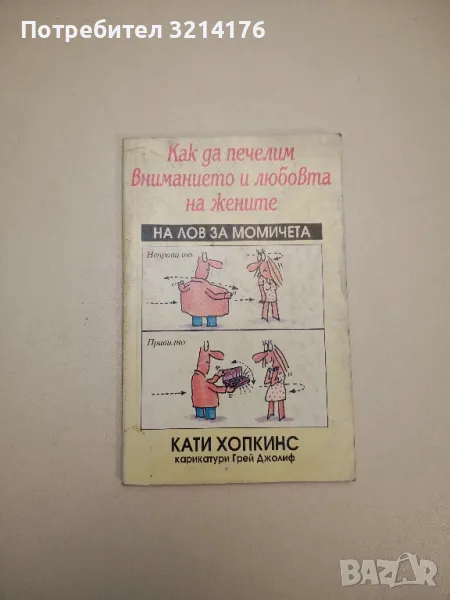 Потребител 3214176
Как да печелим
вниманието и любовта
на жените
НА ЛОВ ЗА МОМИЧЕТА
Неправилно
Правилно
КАТИ ХОПКИНС
карикатури Грей Джолиф
BAZAR